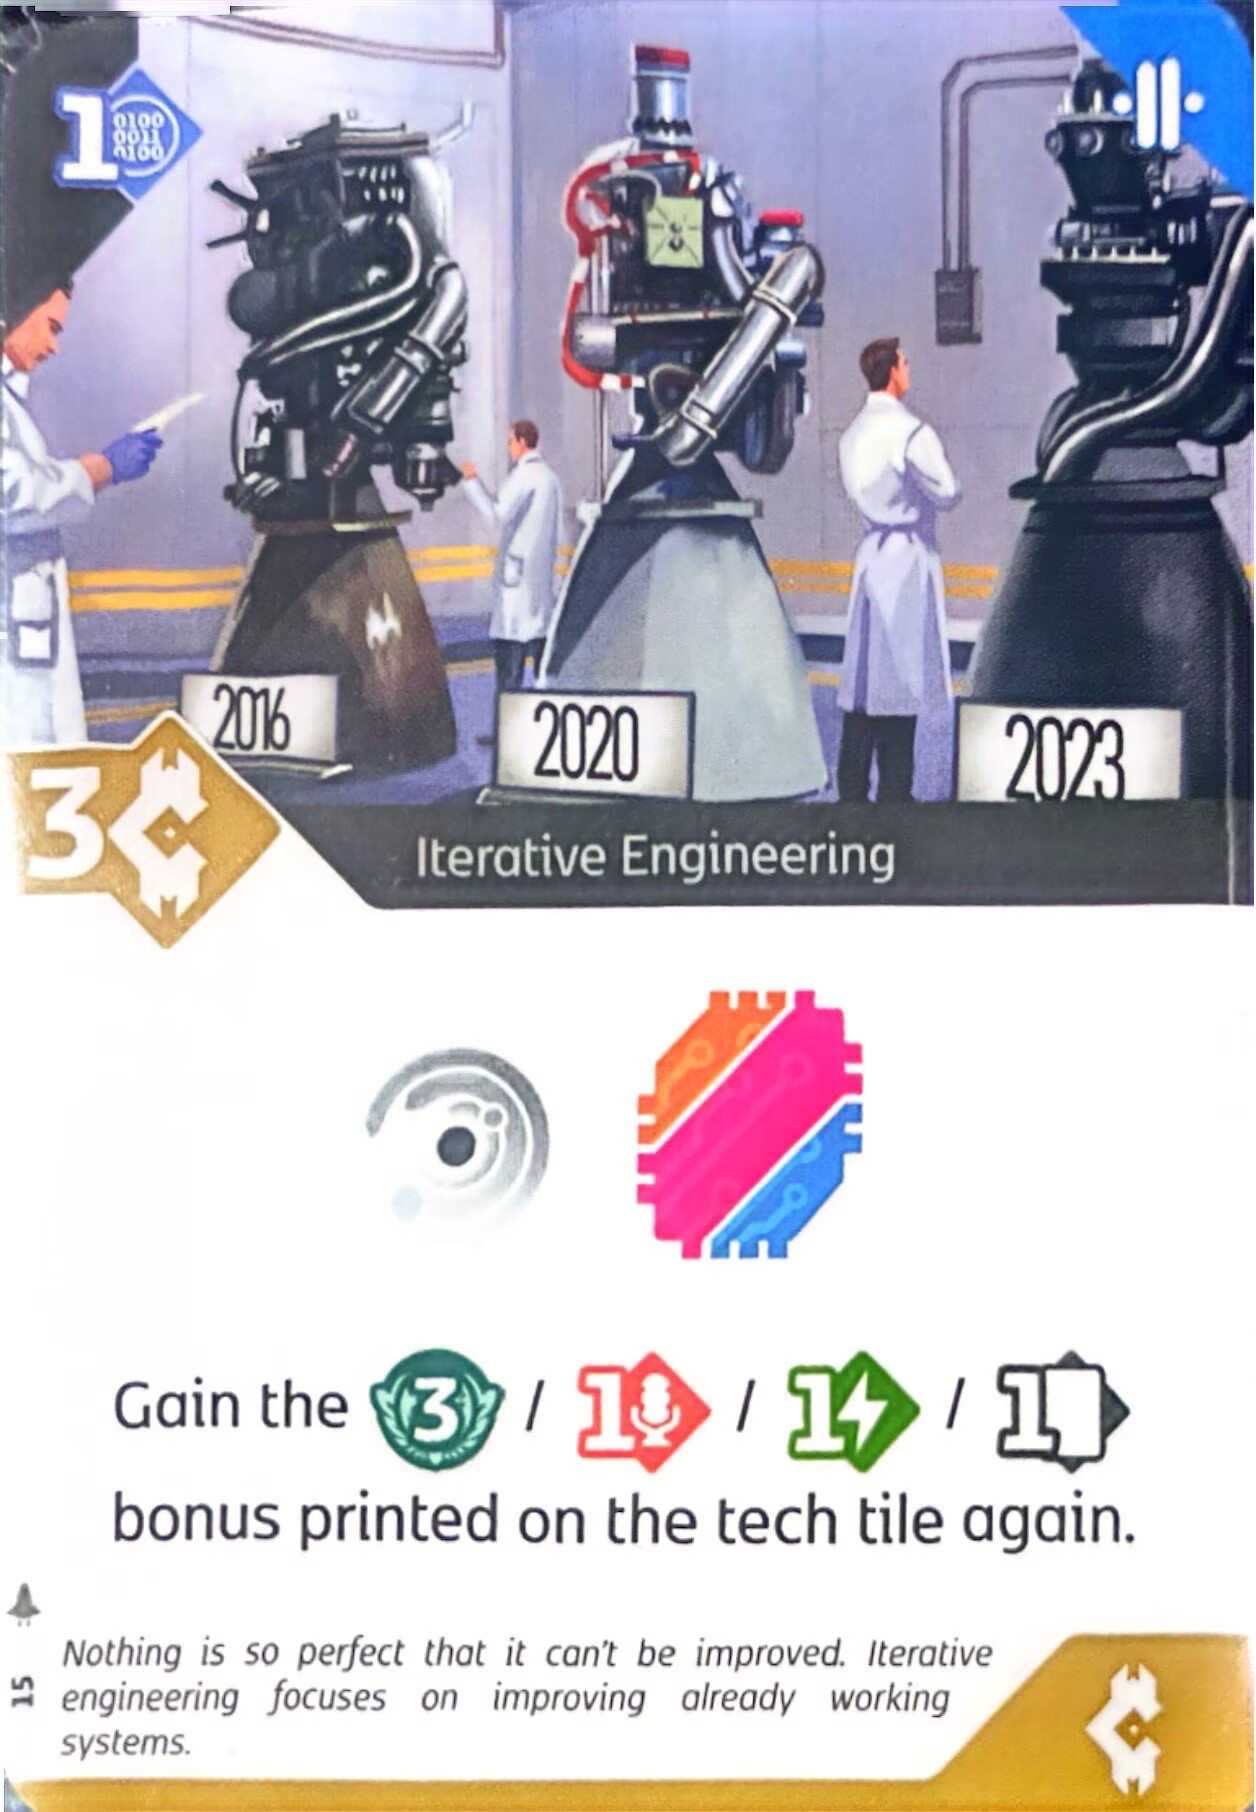 1 0100
0011
0100
2016
2020
2023
3
Iterative Engineering
Gain the 3 / 1 / 1 / 1
bonus printed on the tech tile again.
Nothing is so perfect that it can't be improved. Iterative
engineering focuses on improving already working
systems.
15